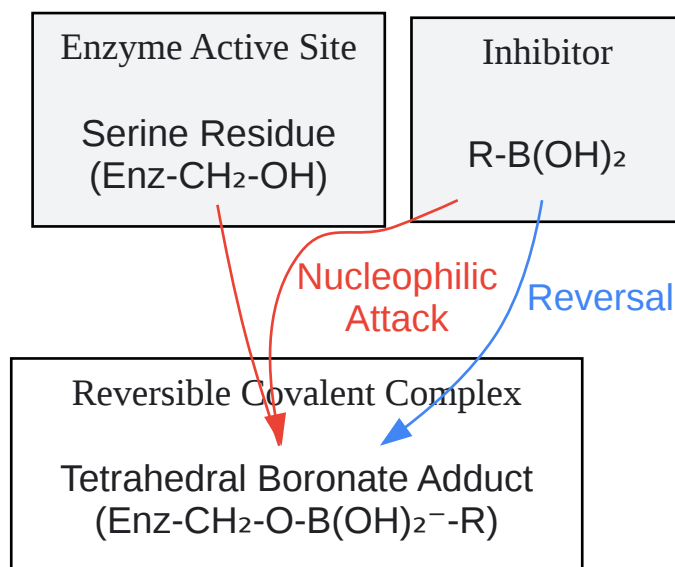 Enzyme Active Site
Serine Residue
(Enz-CH₂-OH)
Inhibitor
R-B(OH)₂
Nucleophilic
Attack
Reversal
Reversible Covalent Complex
Tetrahedral Boronate Adduct
(Enz-CH₂-O-B(OH)₂⁻-R)